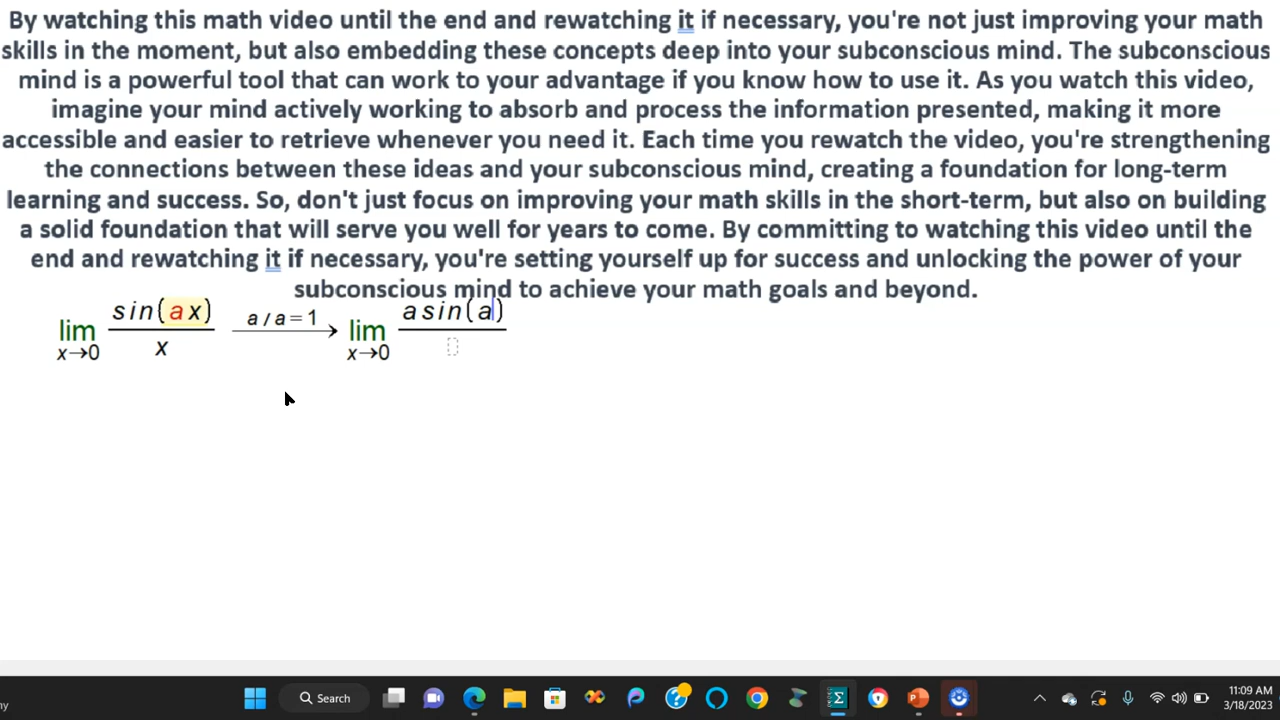 By watching this math video until the end and rewatching it if necessary, you're not just improving your math
skills in the moment, but also embedding these concepts deep into your subconscious mind. The subconscious
mind is a powerful tool that can work to your advantage if you know how to use it. As you watch this video,
imagine your mind actively working to absorb and process the information presented, making it more
accessible and easier to retrieve whenever you need it. Each time you rewatch the video, you're strengthening
the connections between these ideas and your subconscious mind, creating a foundation for long-term
learning and success. So, don't just focus on improving your math skills in the short-term, but also on building
a solid foundation that will serve you well for years to come. By committing to watching this video until the
end and rewatching it if necessary, you're setting yourself up for success and unlocking the power of your
subconscious mind to achieve your math goals and beyond.
sin(ax) a/a=1 a sin(a)
lim lim
x→0 x x→0
Search
11:09 AM
3/18/2023